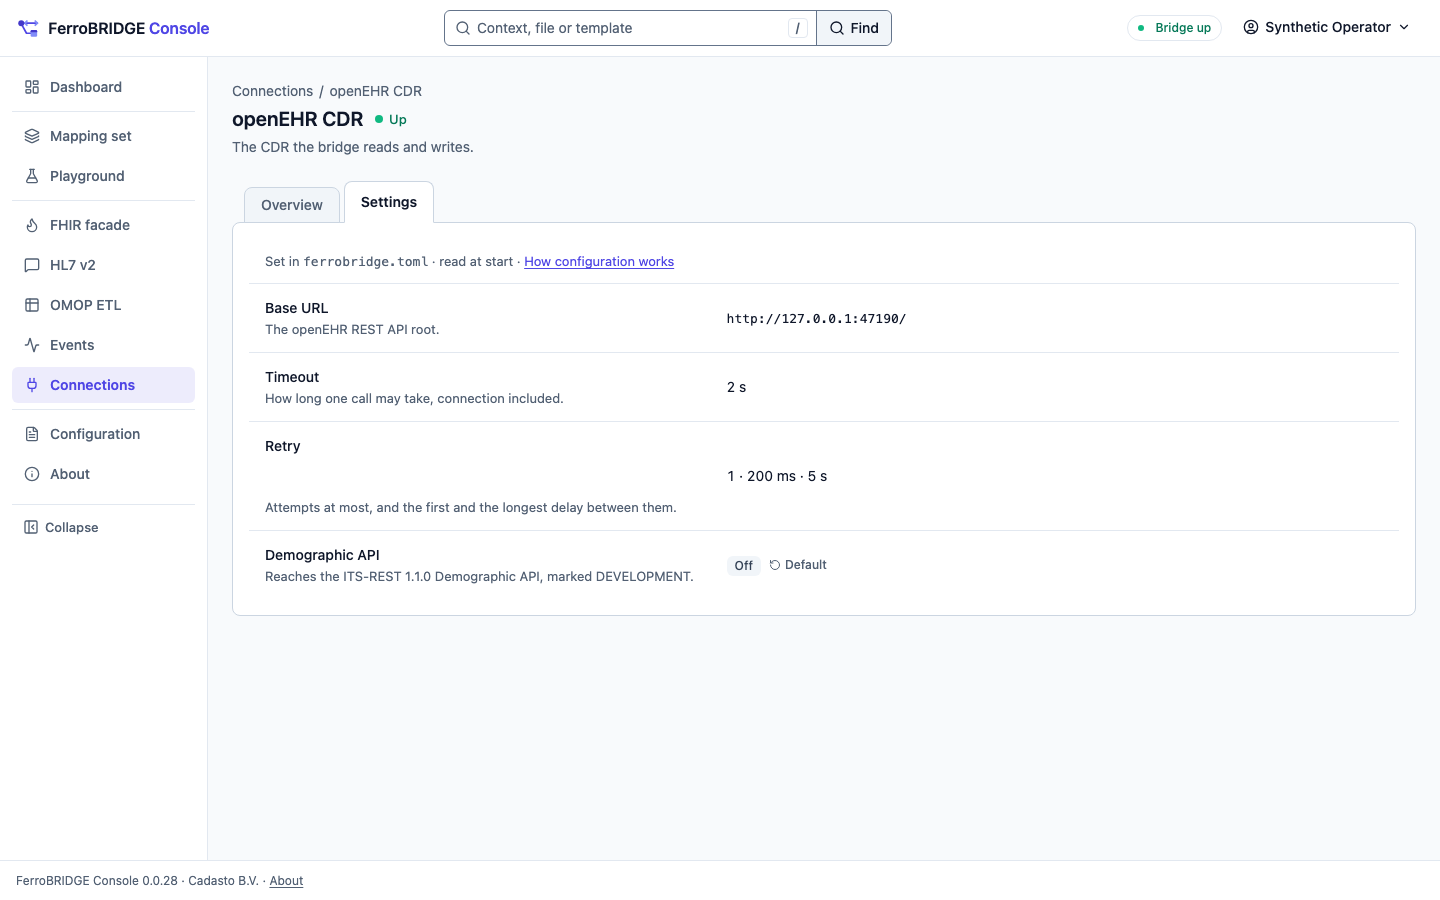 FerroBRIDGE Console
Context, file or template
/
Find
Bridge up
Synthetic Operator
Dashboard
Mapping set
Playground
FHIR facade
HL7 v2
OMOP ETL
Events
Connections
Configuration
About
Collapse
Connections / openEHR CDR
openEHR CDR Up
The CDR the bridge reads and writes.
Overview
Settings
Set in ferrobridge.toml · read at start · How configuration works
Base URL
The openEHR REST API root.
http://127.0.0.1:47190/
Timeout
How long one call may take, connection included.
2 s
Retry
1 · 200 ms · 5 s
Attempts at most, and the first and the longest delay between them.
Demographic API
Reaches the ITS-REST 1.1.0 Demographic API, marked DEVELOPMENT.
Off Default
FerroBRIDGE Console 0.0.28 · Cadasto B.V. · About